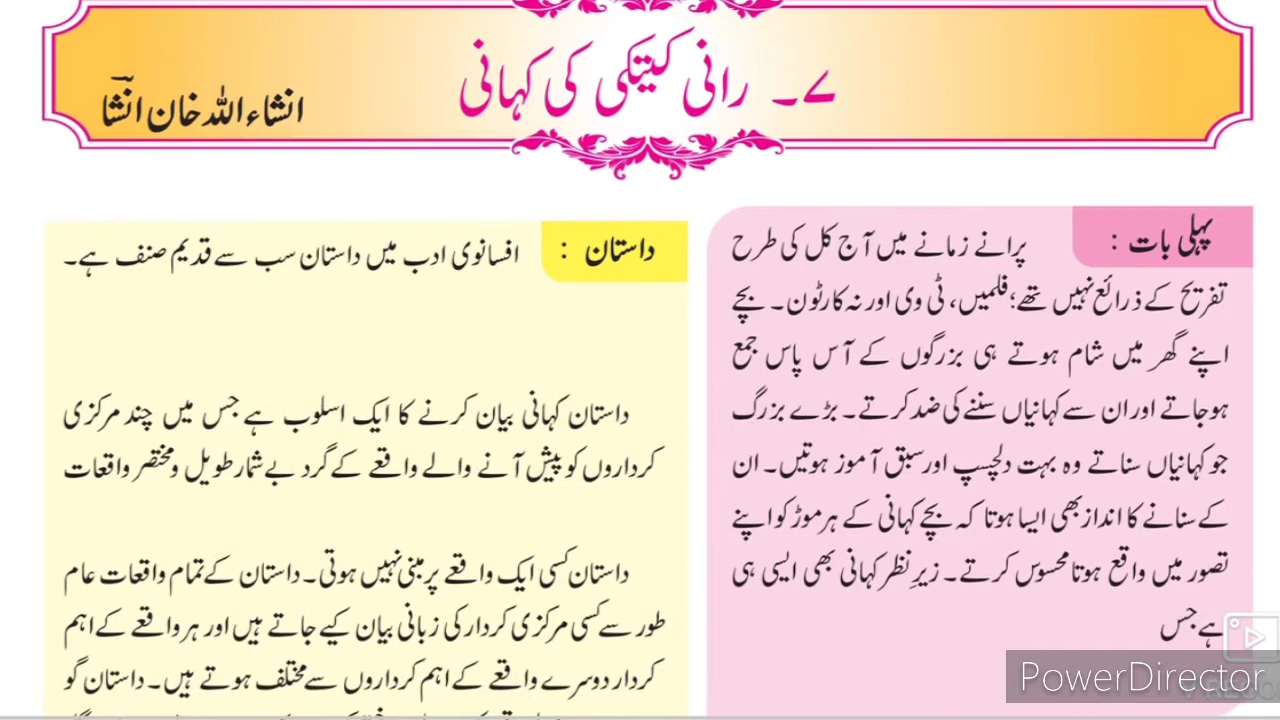 ۷۔ رانی کیتکی کی کہانی
انشاء اللہ خان انشا
پہلی بات :
پرانے زمانے میں آج کل کی طرح
تفریح کے ذرائع نہیں تھے؛ فلمیں، ٹی وی اور نہ کارٹون۔ بچے
اپنے گھر میں شام ہوتے ہی بزرگوں کے آس پاس جمع
ہوجاتے اور ان سے کہانیاں سننے کی ضد کرتے۔ بڑے بزرگ
جو کہانیاں سناتے وہ بہت دلچسپ اور سبق آموز ہوتیں۔ ان
کے سنانے کا انداز بھی ایسا ہوتا کہ بچے کہانی کے ہر موڑ کو اپنے
تصور میں واقع ہوتا محسوس کرتے۔ زیرِ نظر کہانی بھی ایسی ہی
ہے جس
داستان :
افسانوی ادب میں داستان سب سے قدیم صنف ہے۔
داستان کہانی بیان کرنے کا ایک اسلوب ہے جس میں چند مرکزی
کرداروں کو پیش آنے والے واقعے کے گرد بے شمار طویل و مختصر واقعات
داستان کسی ایک واقعے پر مبنی نہیں ہوتی۔ داستان کے تمام واقعات عام
طور سے کسی مرکزی کردار کی زبانی بیان کیے جاتے ہیں اور ہر واقعے کے اہم
کردار دوسرے واقعے کے اہم کرداروں سے مختلف ہوتے ہیں۔ داستان گو
PowerDirector